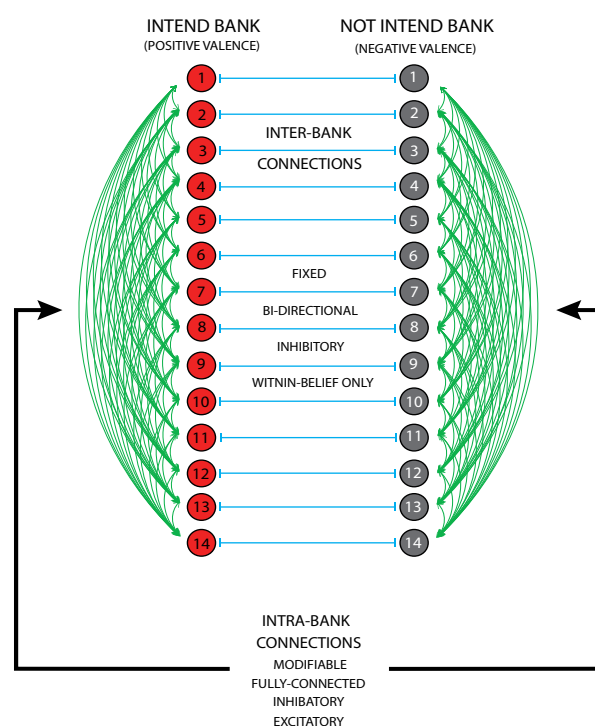 INTEND BANK NOT INTEND BANK
(POSITIVE VALENCE) (NEGATIVE VALENCE)
1 1
2 2
INTER-BANK
3 3
CONNECTIONS
4 4
5 5
6 6
FIXED
7 7
BI-DIRECTIONAL
8 8
INHIBITORY
9 9
WITNIN-BELIEF ONLY
10 10
11 11
12 12
13 13
14 14
INTRA-BANK
CONNECTIONS
MODIFIABLE
FULLY-CONNECTED
INHIBATORY
EXCITATORY